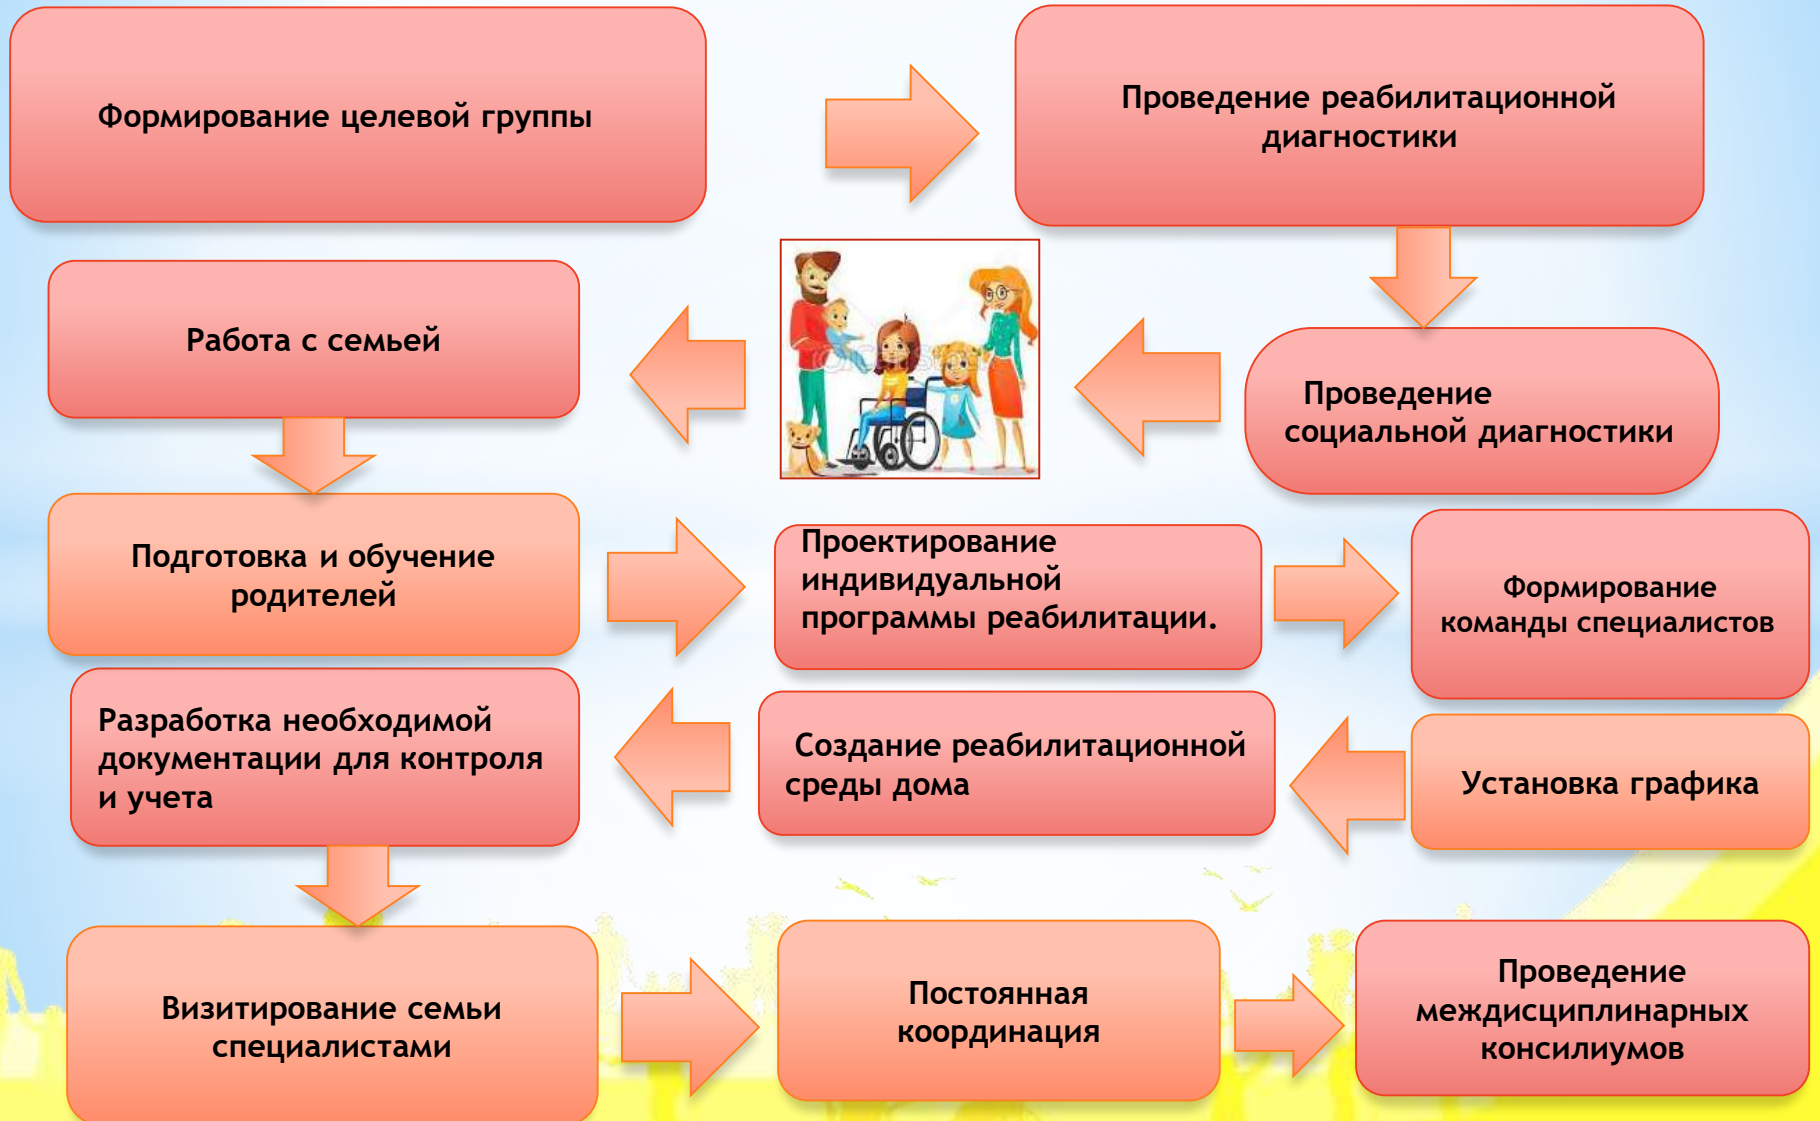 Формирование целевой группы
Проведение реабилитационной
диагностики
Работа с семьей
Проведение
социальной диагностики
Подготовка и обучение
родителей
Проектирование
индивидуальной
программы реабилитации.
Формирование
команды специалистов
Разработка необходимой
документации для контроля
и учета
Создание реабилитационной
среды дома
Установка графика
Визитирование семьи
специалистами
Постоянная
координация
Проведение
междисциплинарных
консилиумов